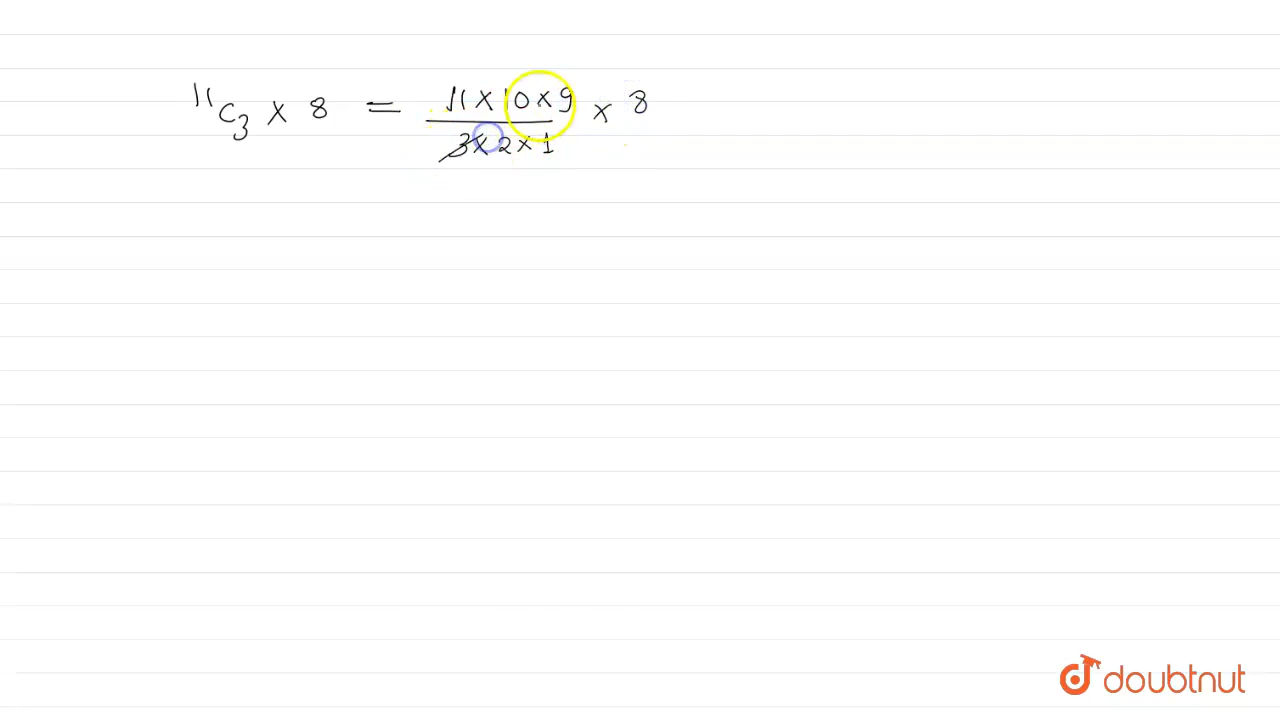 ¹¹C₃ × 8 = (11 × 10 × 9)/(3 × 2 × 1) × 8
doubtnut